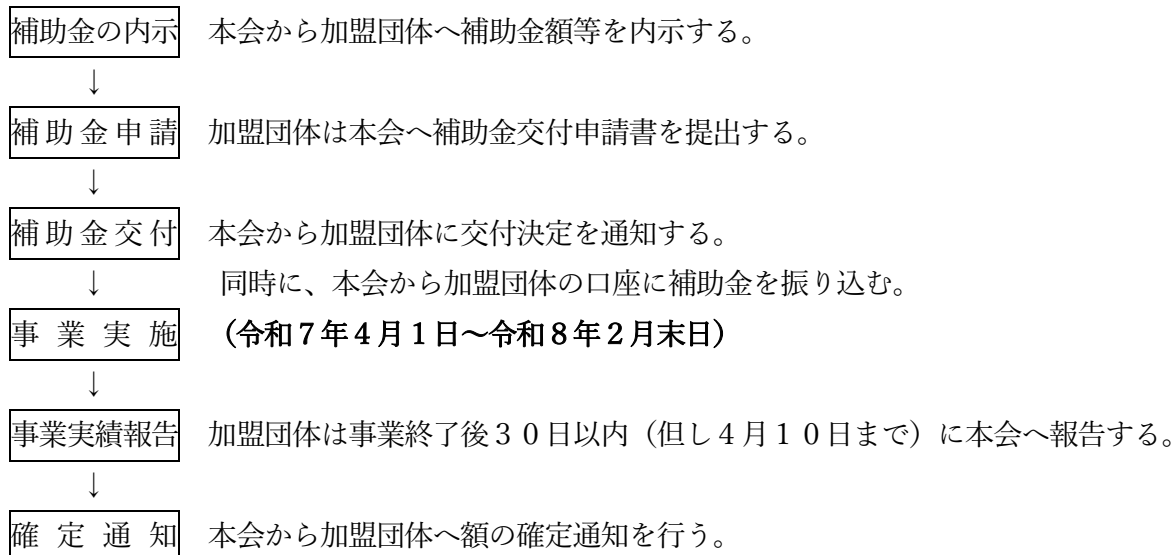 補助金の内示 本会から加盟団体へ補助金額等を内示する。
↓
補助金申請 加盟団体は本会へ補助金交付申請書を提出する。
↓
補助金交付 本会から加盟団体に交付決定を通知する。
↓ 同時に、本会から加盟団体の口座に補助金を振り込む。
事業実施 (令和7年4月1日~令和8年2月末日)
↓
事業実績報告 加盟団体は事業終了後30日以内(但し4月10日まで)に本会へ報告する。
↓
確定通知 本会から加盟団体へ額の確定通知を行う。